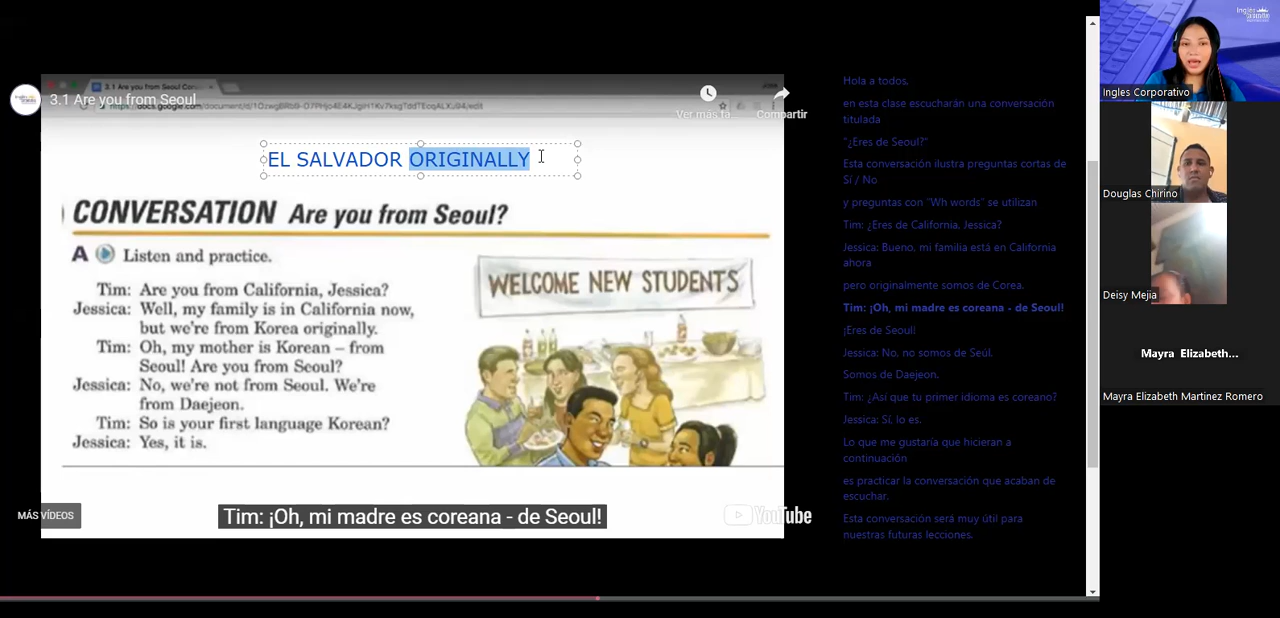 3.1 Are you from Seoul Con
3.1 Are you from Seoul
Ver más ta
Compartir
EL SALVADOR ORIGINALLY
CONVERSATION Are you from Seoul?
A Listen and practice.
Tim: Are you from California, Jessica?
Jessica: Well, my family is in California now,
but we're from Korea originally.
Tim: Oh, my mother is Korean – from
Seoul! Are you from Seoul?
Jessica: No, we're not from Seoul. We're
from Daejeon.
Tim: So is your first language Korean?
Jessica: Yes, it is.
WELCOME NEW STUDENTS
MÁS VÍDEOS
Tim: ¡Oh, mi madre es coreana - de Seoul!
YouTube
Hola a todos,
en esta clase escucharán una conversación
titulada
"¿Eres de Seoul?"
Esta conversación ilustra preguntas cortas de
Sí / No
y preguntas con "Wh words" se utilizan
Tim: ¿Eres de California, Jessica?
Jessica: Bueno, mi familia está en California
ahora
pero originalmente somos de Corea.
Tim: ¡Oh, mi madre es coreana - de Seoul!
¡Eres de Seoul!
Jessica: No, no somos de Seúl.
Somos de Daejeon.
Tim: ¿Así que tu primer idioma es coreano?
Jessica: Sí, lo es.
Lo que me gustaría que hicieran a
continuación
es practicar la conversación que acaban de
escuchar.
Esta conversación será muy útil para
nuestras futuras lecciones.
Ingles Corporativo
Douglas Chirino
Deisy Mejia
Mayra Elizabeth...
Mayra Elizabeth Martinez Romero